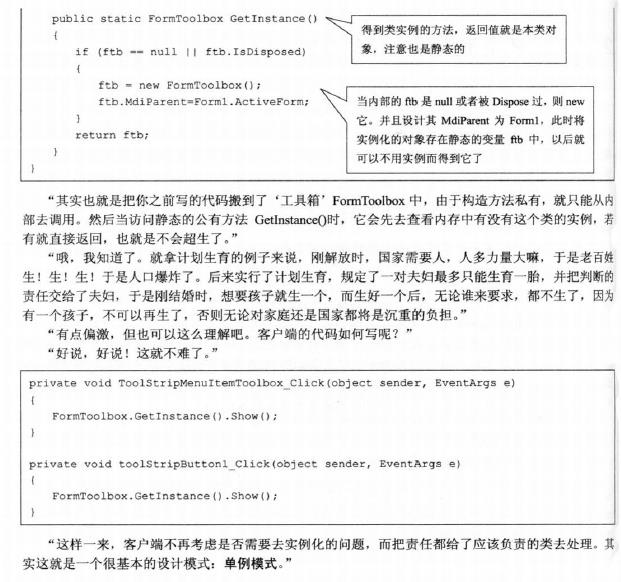 public static FormToolbox GetInstance()
{
if (ftb == null || ftb.IsDisposed)
{
ftb = new FormToolbox();
ftb.MdiParent=Form1.ActiveForm;
}
return ftb;
}
}
得到类实例的方法，返回值就是本类对
象，注意也是静态的
当内部的 ftb 是 null 或者被 Dispose 过，则 new
它。并且设计其 MdiParent 为 Form1，此时将
实例化的对象存在静态的变量 ftb 中，以后就
可以不用实例而得到它了
“其实也就是把你之前写的代码搬到了‘工具箱’FormToolbox 中，由于构造方法私有，就只能从内
部去调用。然后当访问静态的公有方法 GetInstance()时，它会先去查看内存中有没有这个类的实例，若
有就直接返回，也就是不会超生了。”
“哦，我知道了。就拿计划生育的例子来说，刚解放时，国家需要人，人多力量大嘛，于是老百姓
生！生！生！于是人口爆炸了。后来实行了计划生育，规定了一对夫妇最多只能生育一胎，并把判断的
责任交给了夫妇，于是刚结婚时，想要孩子就生一个，而生好一个后，无论谁来要求，都不生了，因为
有一个孩子，不可以再生了，否则无论对家庭还是国家都将是沉重的负担。”
“有点偏激，但也可以这么理解吧。客户端的代码如何写呢？”
“好说，好说！这就不难了。”
private void ToolStripMenuItemToolbox_Click(object sender, EventArgs e)
{
FormToolbox.GetInstance().Show();
}
private void toolStripButton1_Click(object sender, EventArgs e)
{
FormToolbox.GetInstance().Show();
}
“这样一来，客户端不再考虑是否需要去实例化的问题，而把责任都给了应该负责的类去处理。其
实这就是一个很基本的设计模式：单例模式。”